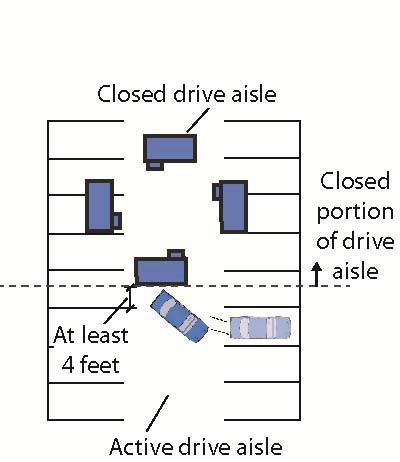 Closed drive aisle
Closed
portion
of drive
aisle
At least
4 feet
Active drive aisle